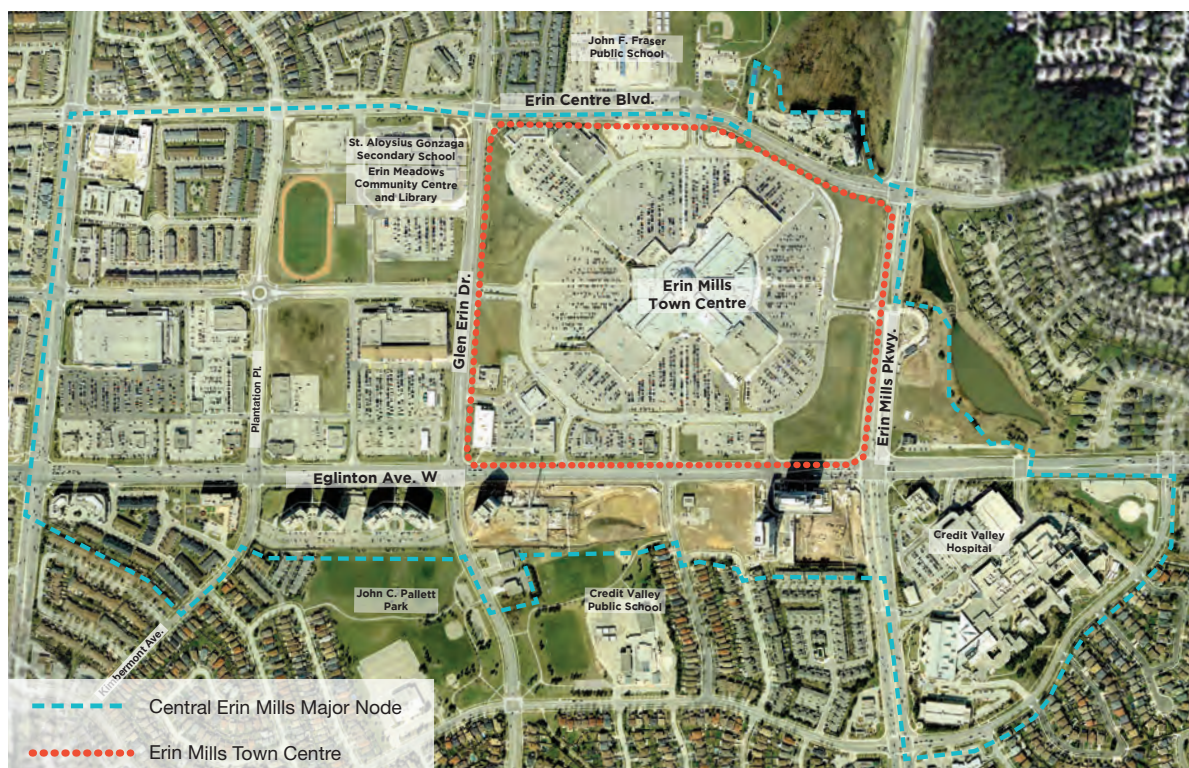 John F. Fraser
Public School
Erin Centre Blvd.
St. Aloysius Gonzaga
Secondary School
Erin Meadows
Community Centre
and Library
Erin Mills
Town Centre
Glen Erin Dr.
Erin Mills Pkwy.
Plantation Pl.
Eglinton Ave. W
Credit Valley
Hospital
John C. Pallett
Park
Credit Valley
Public School
Kimbermont Ave.
Central Erin Mills Major Node
Erin Mills Town Centre